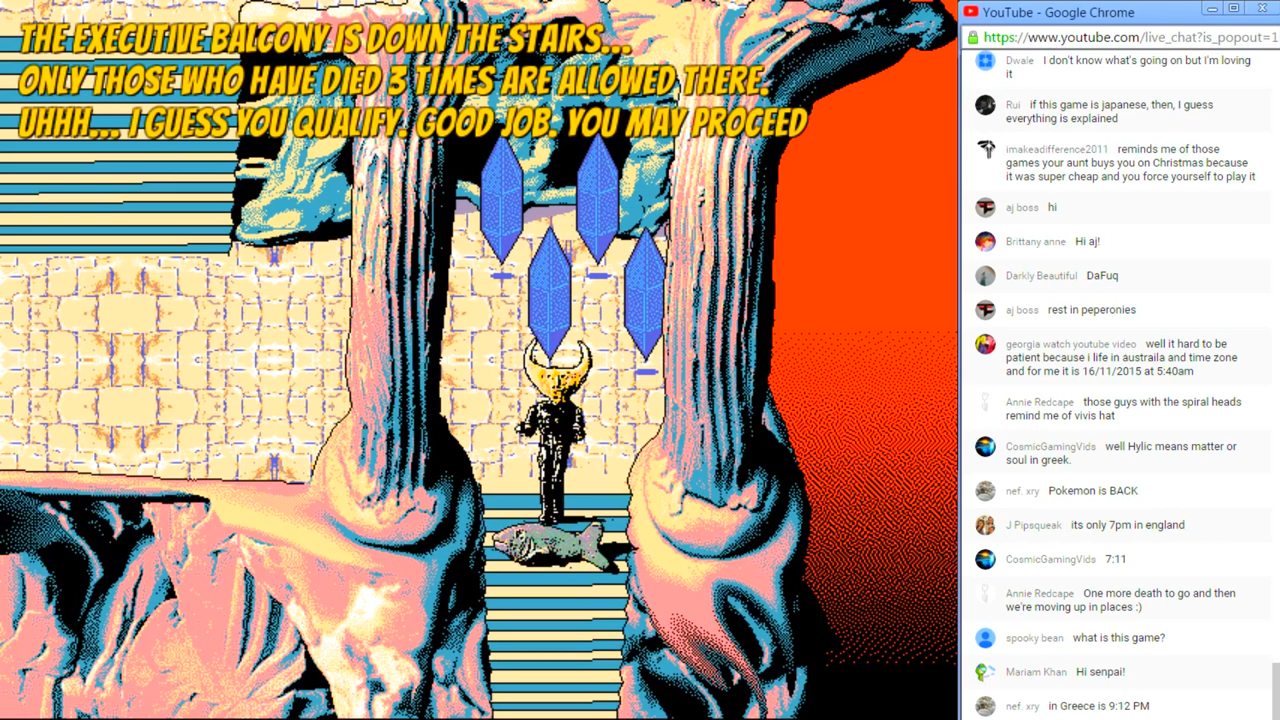 THE EXECUTIVE BALCONY IS DOWN THE STAIRS...
ONLY THOSE WHO HAVE DIED 3 TIMES ARE ALLOWED THERE.
UHHH... I GUESS YOU QUALIFY. GOOD JOB. YOU MAY PROCEED
YouTube - Google Chrome
https://www.youtube.com/live_chat?is_popout=1
Dwale I don't know what's going on but I'm loving
it
Rui if this game is japanese, then, I guess
everything is explained
imakeadifference2011 reminds me of those
games your aunt buys you on Christmas because
it was super cheap and you force yourself to play it
aj boss hi
Brittany anne Hi aj!
Darkly Beautiful DaFuq
aj boss rest in peperonies
georgia watch youtube video well it hard to be
patient because i life in austraila and time zone
and for me it is 16/11/2015 at 5:40am
Annie Redcape those guys with the spiral heads
remind me of vivis hat
CosmicGamingVids well Hylic means matter or
soul in greek.
nef. xry Pokemon is BACK
J Pipsqueak its only 7pm in england
CosmicGamingVids 7:11
Annie Redcape One more death to go and then
we're moving up in places :)
spooky bean what is this game?
Mariam Khan Hi senpai!
nef. xry in Greece is 9:12 PM